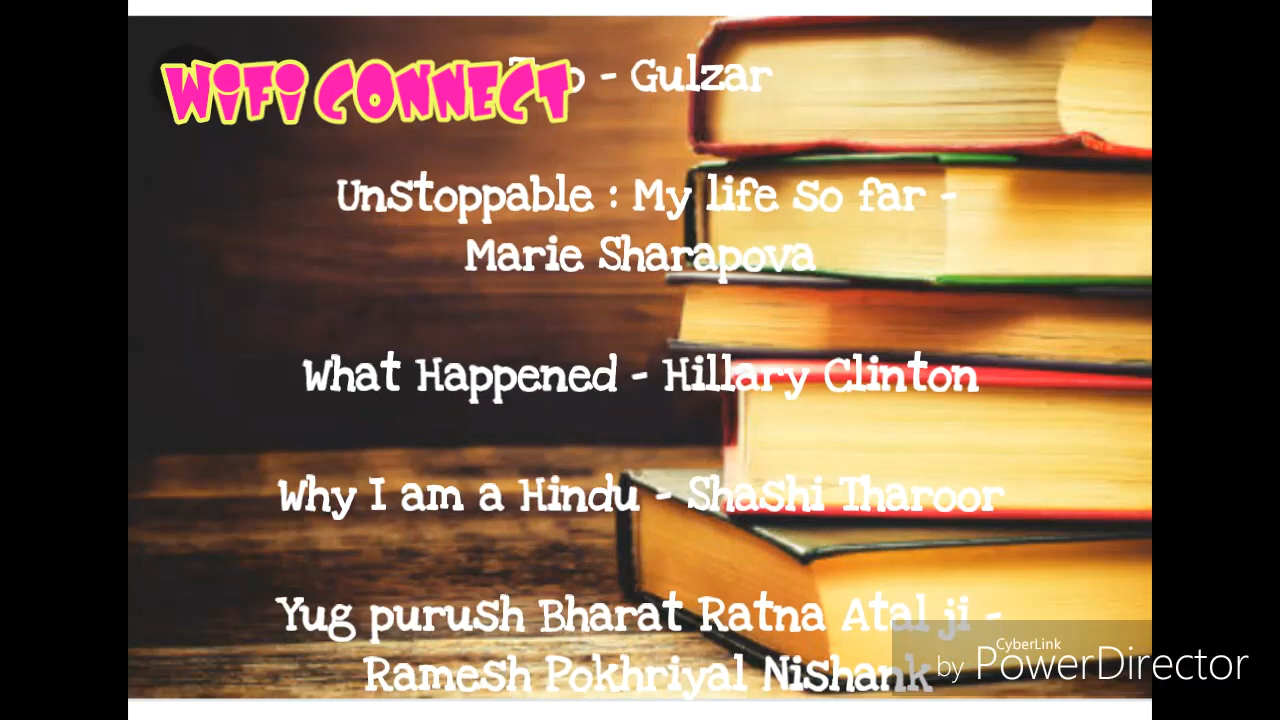 WiFi CONNECT
- Gulzar
Unstoppable : My life so far -
Marie Sharapova
What Happened - Hillary Clinton
Why I am a Hindu - Shashi Tharoor
Yug purush Bharat Ratna Atal ji -
Ramesh Pokhriyal Nishank
CyberLink
by PowerDirector